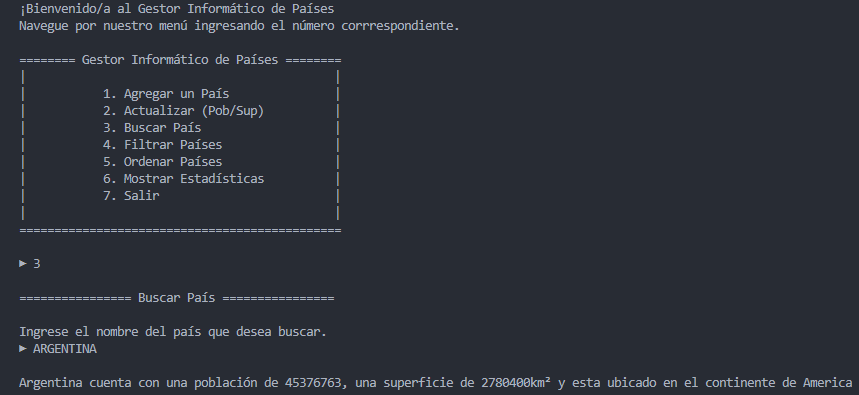 ¡Bienvenido/a al Gestor Informático de Países
Navegue por nuestro menú ingresando el número corrrespondiente.
======== Gestor Informático de Países ========
| |
| 1. Agregar un País |
| 2. Actualizar (Pob/Sup) |
| 3. Buscar País |
| 4. Filtrar Países |
| 5. Ordenar Países |
| 6. Mostrar Estadísticas |
| 7. Salir |
| |
==============================================
► 3
================ Buscar País ================
Ingrese el nombre del país que desea buscar.
► ARGENTINA
Argentina cuenta con una población de 45376763, una superficie de 2780400km² y esta ubicado en el continente de America